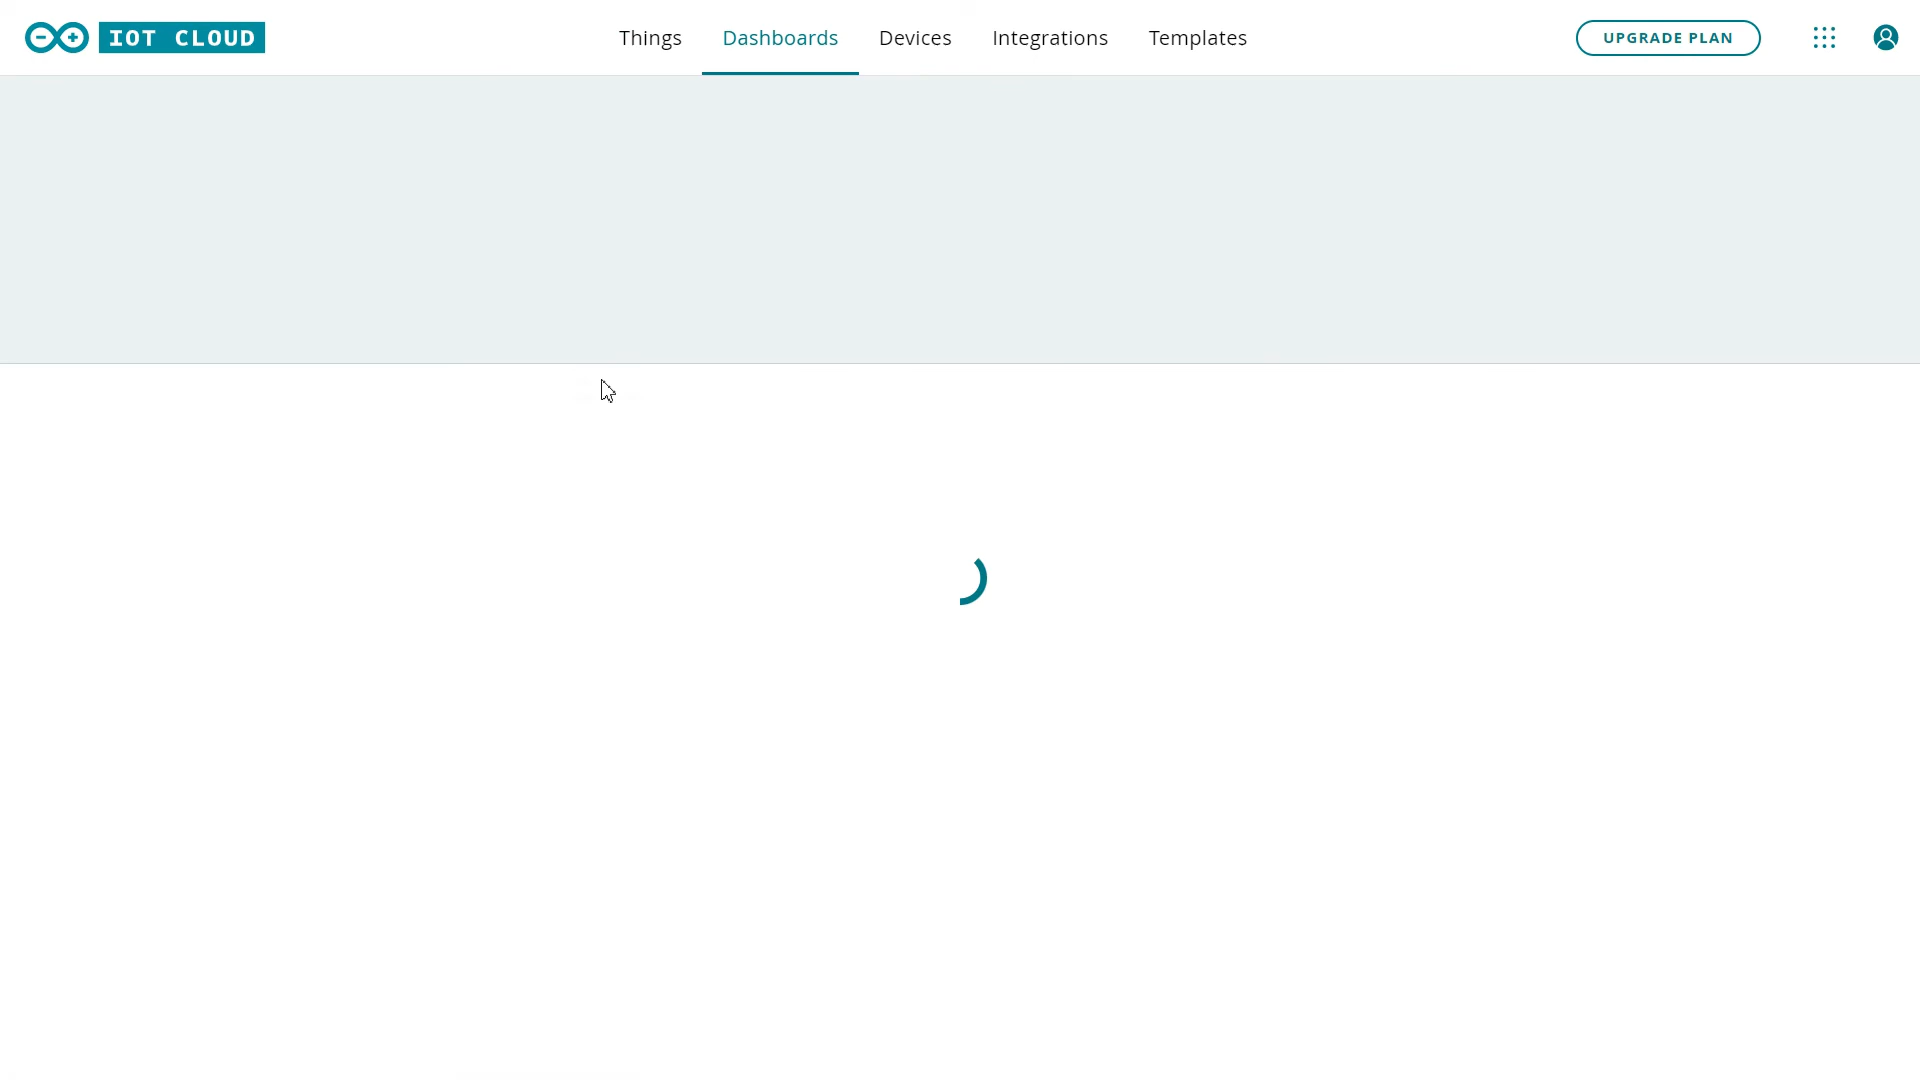 IOT CLOUD
Things Dashboards Devices Integrations Templates
UPGRADE PLAN